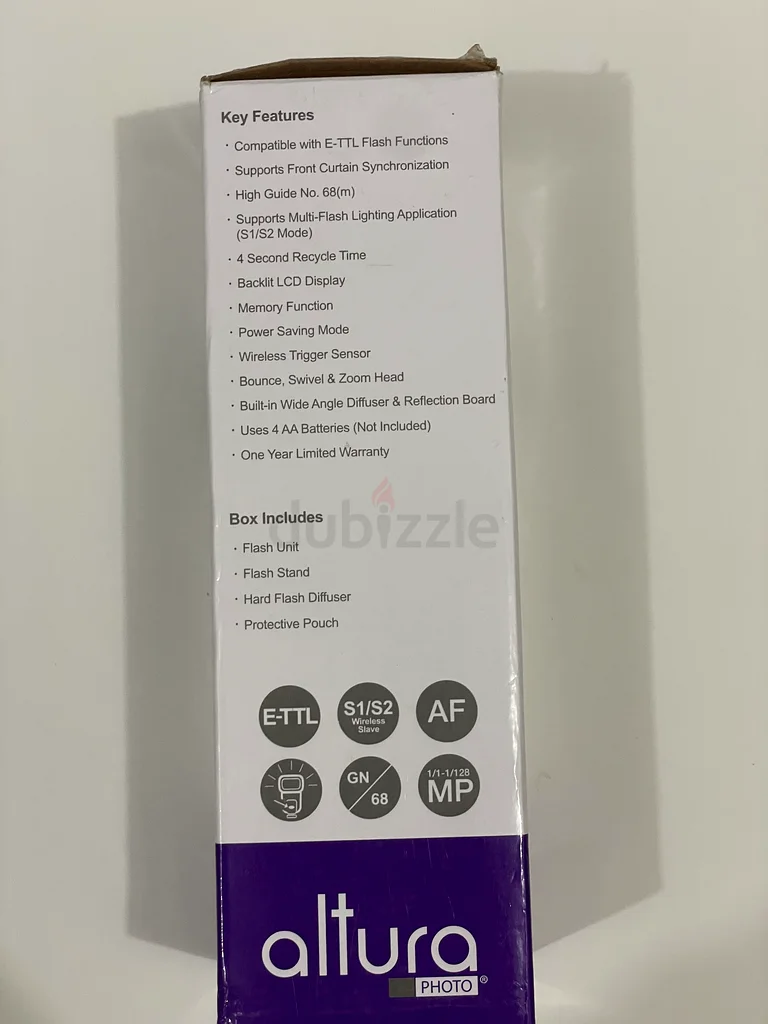 Key Features
· Compatible with E-TTL Flash Functions
· Supports Front Curtain Synchronization
· High Guide No. 68(m)
· Supports Multi-Flash Lighting Application
(S1/S2 Mode)
· 4 Second Recycle Time
· Backlit LCD Display
· Memory Function
· Power Saving Mode
· Wireless Trigger Sensor
· Bounce, Swivel & Zoom Head
· Built-in Wide Angle Diffuser & Reflection Board
· Uses 4 AA Batteries (Not Included)
· One Year Limited Warranty
Box Includes
dubizzle
· Flash Unit
· Flash Stand
· Hard Flash Diffuser
· Protective Pouch
E-TTL
S1/S2
Wireless
Slave
AF
GN/68
1/1-1/128
MP
altura
PHOTO®